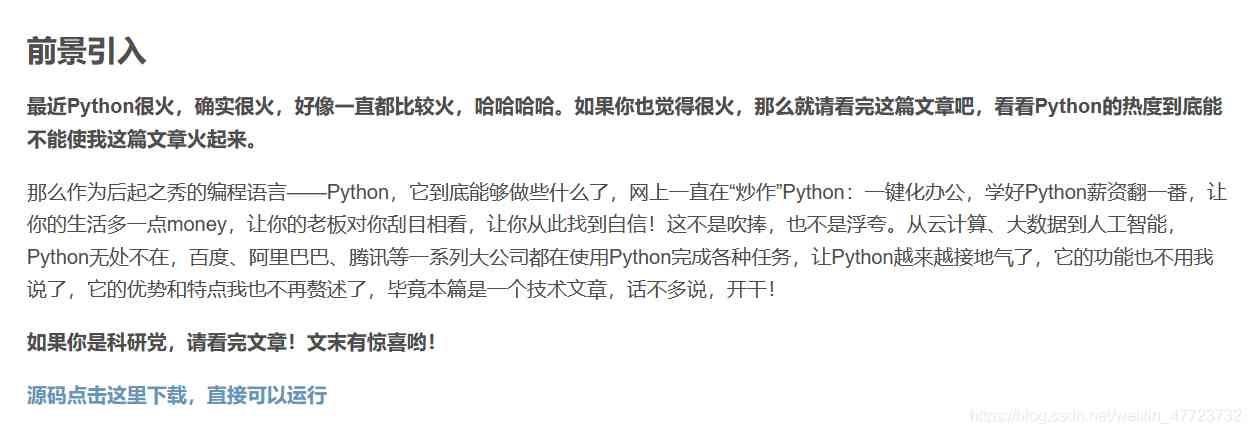 前景引入
最近Python很火，确实很火，好像一直都比较火，哈哈哈哈。如果你也觉得很火，那么就请看完这篇文章吧，看看Python的热度到底能
不能使我这篇文章火起来。
那么作为后起之秀的编程语言——Python，它到底能够做些什么了，网上一直在“炒作”Python：一键化办公，学好Python薪资翻一番，让
你的生活多一点money，让你的老板对你刮目相看，让你从此找到自信！这不是吹捧，也不是浮夸。从云计算、大数据到人工智能，
Python无处不在，百度、阿里巴巴、腾讯等一系列大公司都在使用Python完成各种任务，让Python越来越接地气了，它的功能也不用我
说了，它的优势和特点我也不再赘述了，毕竟本篇是一个技术文章，话不多说，开干！
如果你是科研党，请看完文章！文末有惊喜哟！
源码点击这里下载，直接可以运行
https://blog.csdn.net/weixin_47723732